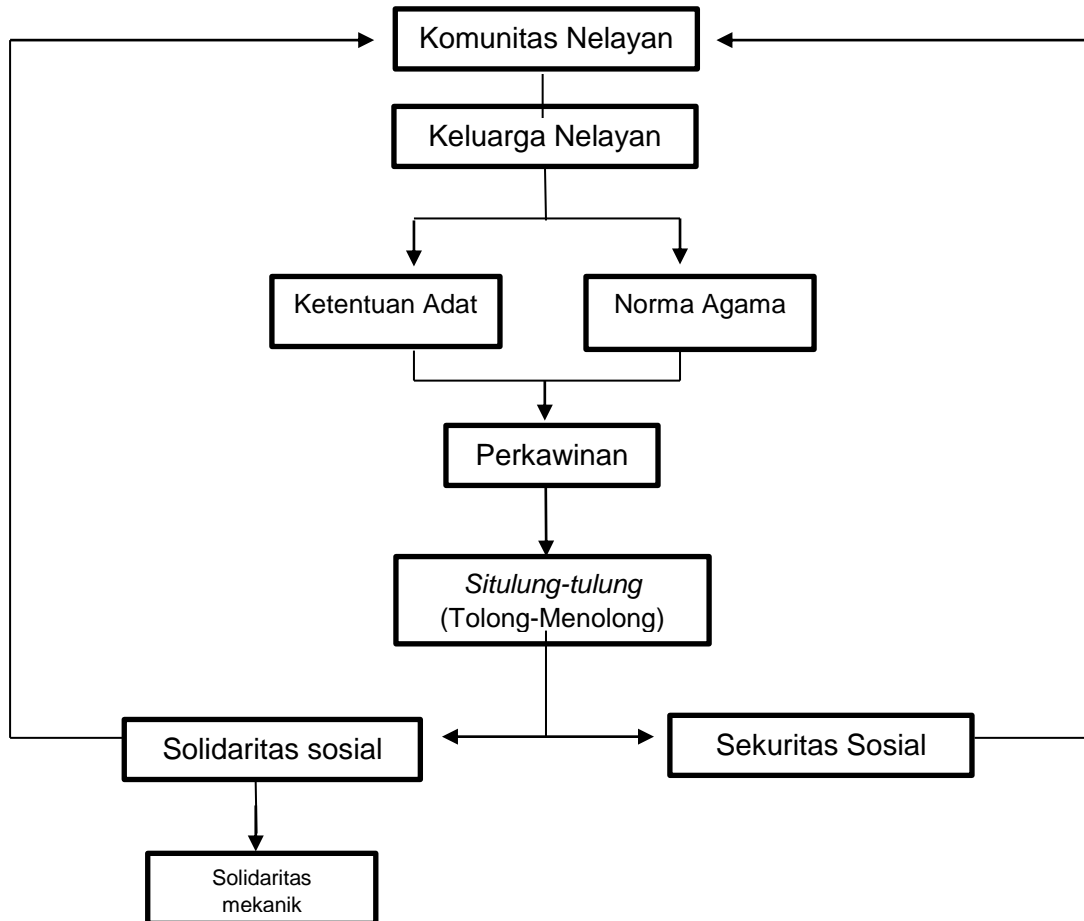 Komunitas Nelayan
Keluarga Nelayan
Ketentuan Adat
Norma Agama
Perkawinan
Situlung-tulung
(Tolong-Menolong)
Solidaritas sosial
Sekuritas Sosial
Solidaritas
mekanik